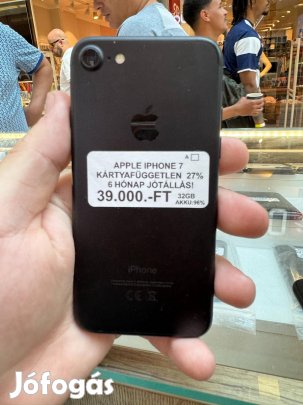 A
APPLE IPHONE 7
KÁRTYAFÜGGETLEN 27%
6 HÓNAP JÓTÁLLÁS!
39.000.-FT 32GB
AKKU:96%
iPhone
Jófogás